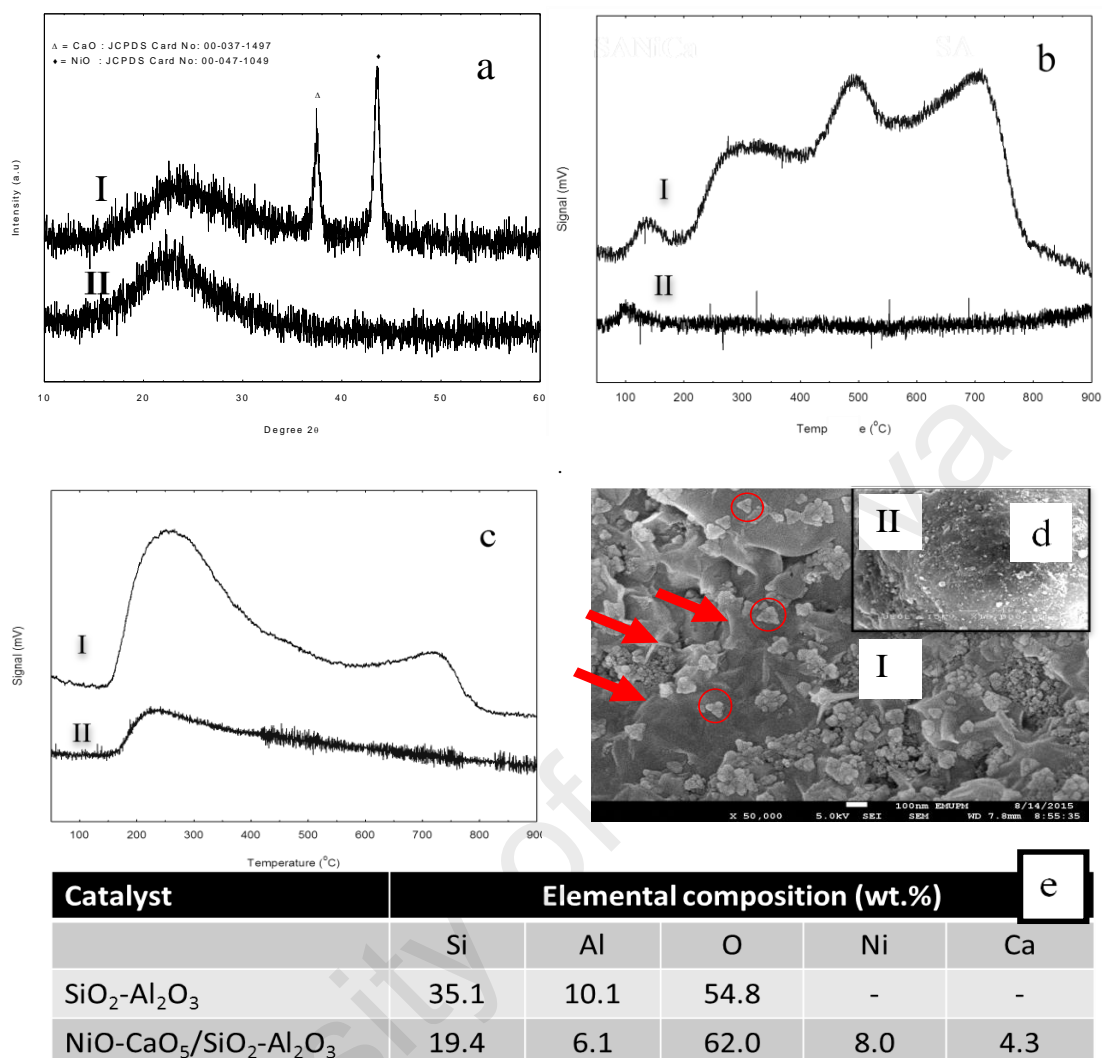 Δ = CaO : JCPDS Card No: 00-037-1497
♦ = NiO : JCPDS Card No: 00-047-1049
a
Δ
♦
I
II
Intensity (a.u)
10 20 30 40 50 60
Degree 2θ
SANiCa SA
b
I
II
Signal (mV)
100 200 300 400 500 600 700 800 900
Temp e (°C)
c
I
II
Signal (mV)
100 200 300 400 500 600 700 800 900
Temperature (°C)
II
d
I
100nm EMUPM 8/14/2015
X 50,000 5.0kV SEI SEM WD 7.8mm 8:55:35
e
Catalyst Elemental composition (wt.%)
Si Al O Ni Ca
SiO₂-Al₂O₃ 35.1 10.1 54.8 - -
NiO-CaO₅/SiO₂-Al₂O₃ 19.4 6.1 62.0 8.0 4.3